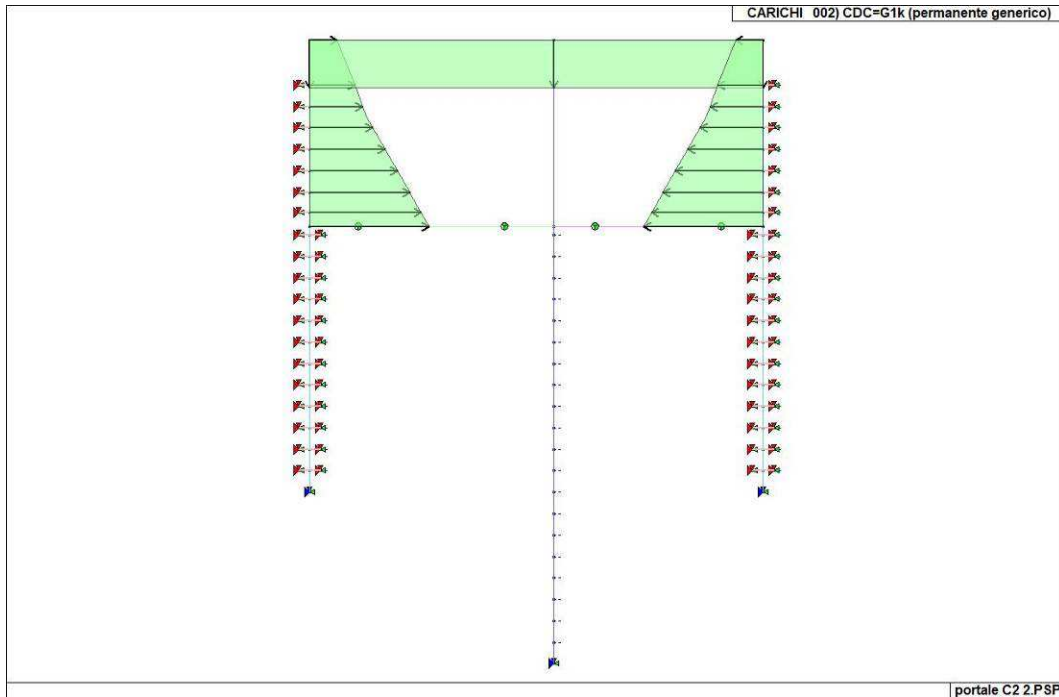 CARICHI 002) CDC=G1k (permanente generico)
portale C2 2.PSP